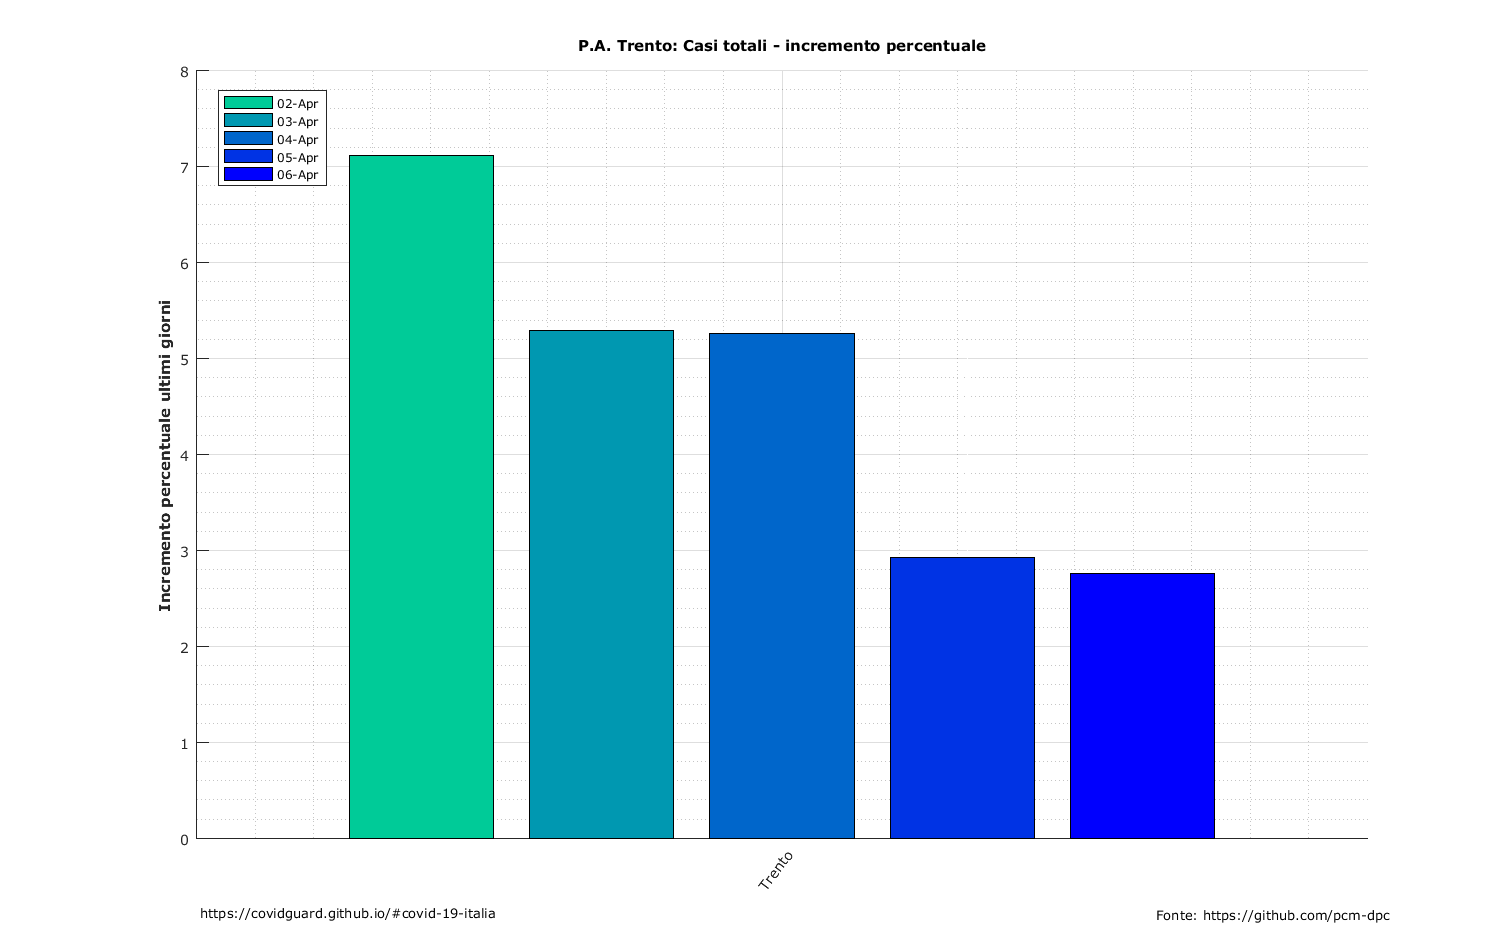 P.A. Trento: Casi totali - incremento percentuale
02-Apr
03-Apr
04-Apr
05-Apr
06-Apr
Incremento percentuale ultimi giorni
8
7
6
5
4
3
2
1
0
Trento
https://covidguard.github.io/#covid-19-italia
Fonte: https://github.com/pcm-dpc